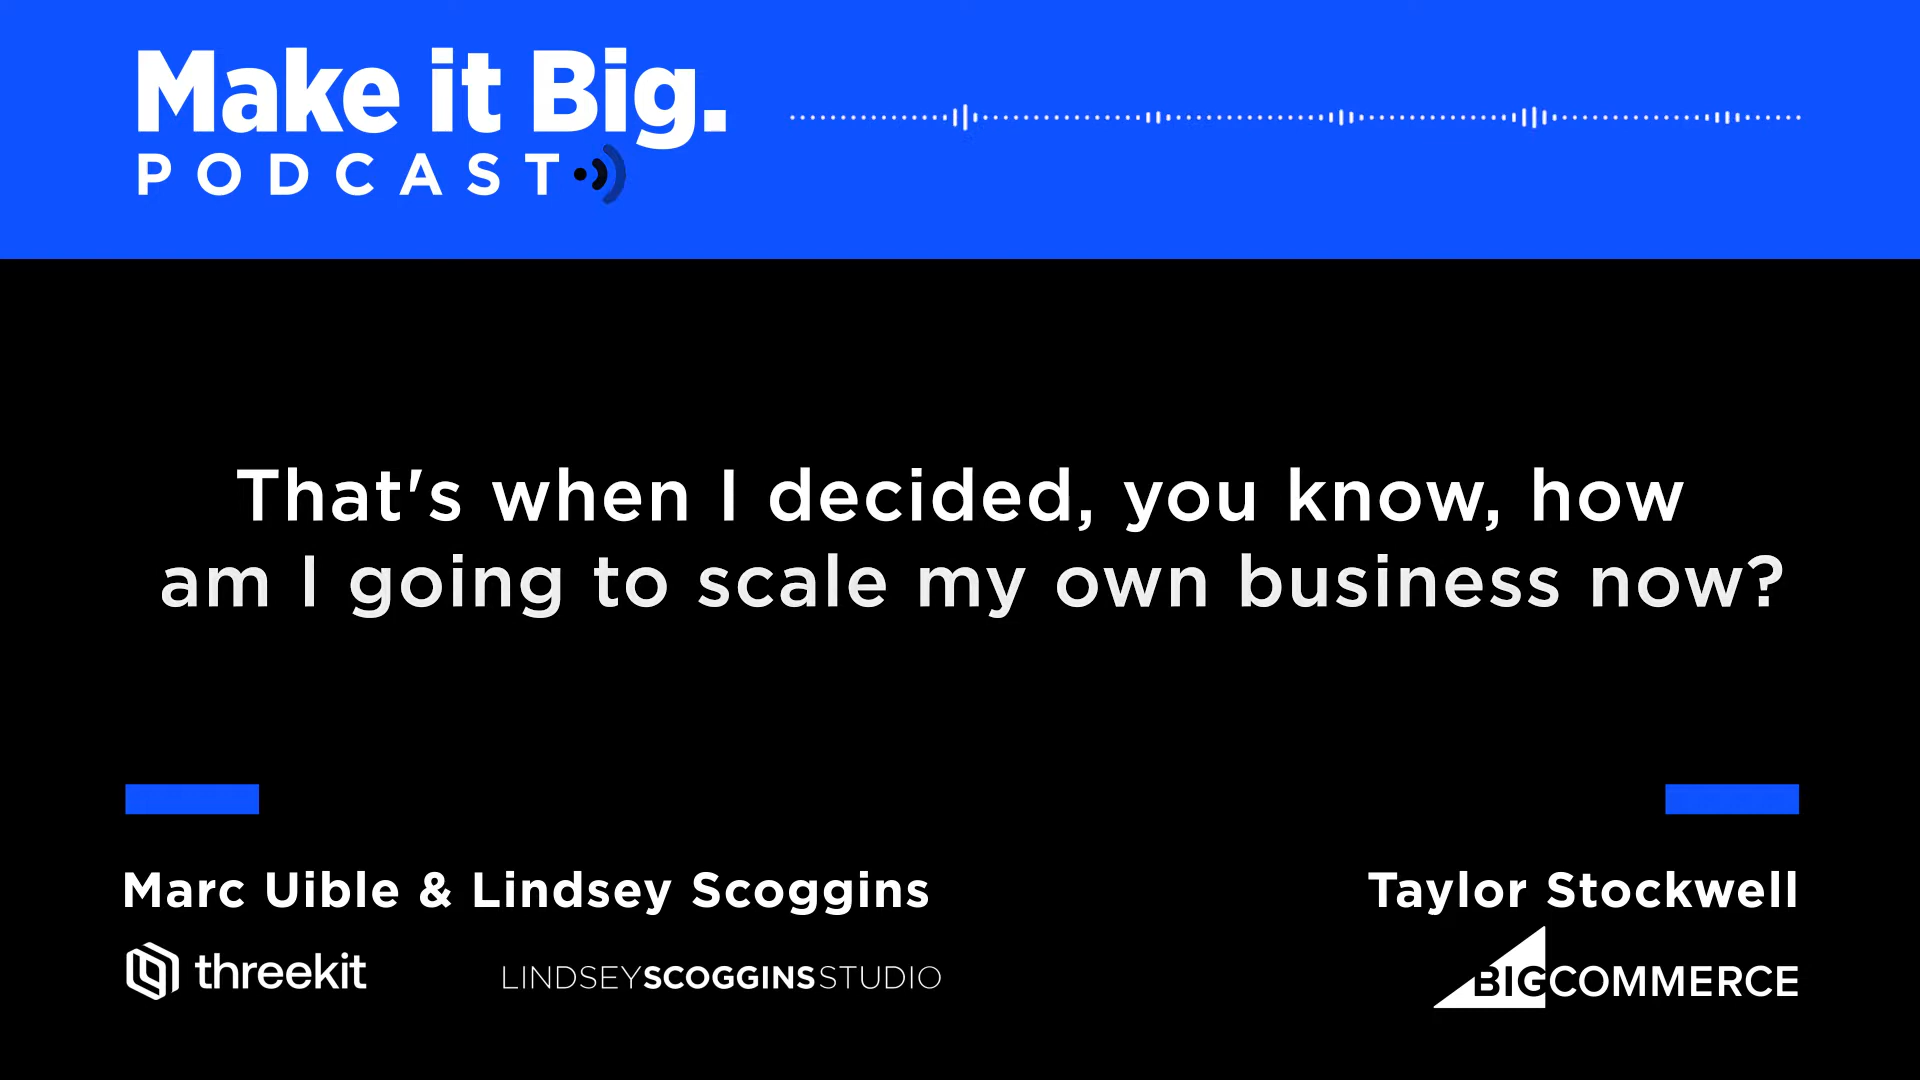 Make it Big.
PODCAST
That's when I decided, you know, how
am I going to scale my own business now?
Marc Uible & Lindsey Scoggins
Taylor Stockwell
threekit
LINDSEYSCOGGINSSTUDIO
BIGCOMMERCE